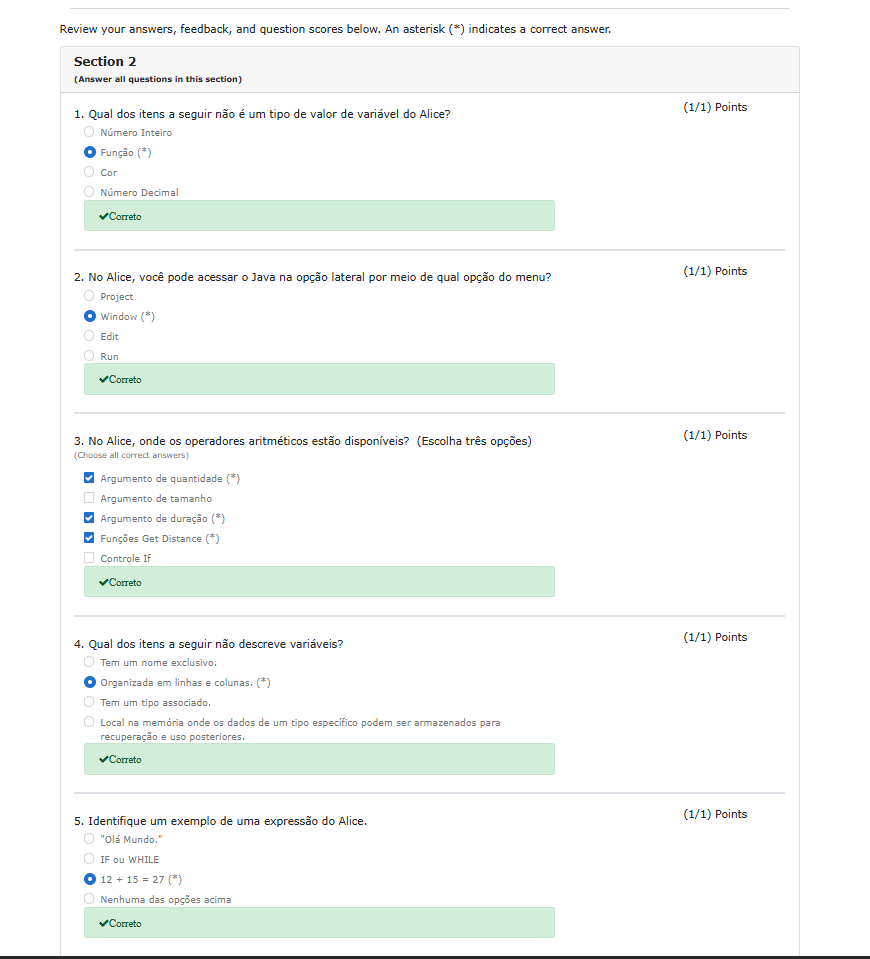 Review your answers, feedback, and question scores below. An asterisk (*) indicates a correct answer.
Section 2
(Answer all questions in this section)
1. Qual dos itens a seguir não é um tipo de valor de variável do Alice?
(1/1) Points
Número Inteiro
Função (*)
Cor
Número Decimal
Correto
2. No Alice, você pode acessar o Java na opção lateral por meio de qual opção do menu?
(1/1) Points
Project
Window (*)
Edit
Run
Correto
3. No Alice, onde os operadores aritméticos estão disponíveis? (Escolha três opções)
(1/1) Points
(Choose all correct answers)
Argumento de quantidade (*)
Argumento de tamanho
Argumento de duração (*)
Funções Get Distance (*)
Controle If
Correto
4. Qual dos itens a seguir não descreve variáveis?
(1/1) Points
Tem um nome exclusivo.
Organizada em linhas e colunas. (*)
Tem um tipo associado.
Local na memória onde os dados de um tipo específico podem ser armazenados para
recuperação e uso posteriores.
Correto
5. Identifique um exemplo de uma expressão do Alice.
(1/1) Points
"Olá Mundo."
IF ou WHILE
12 + 15 = 27 (*)
Nenhuma das opções acima
Correto